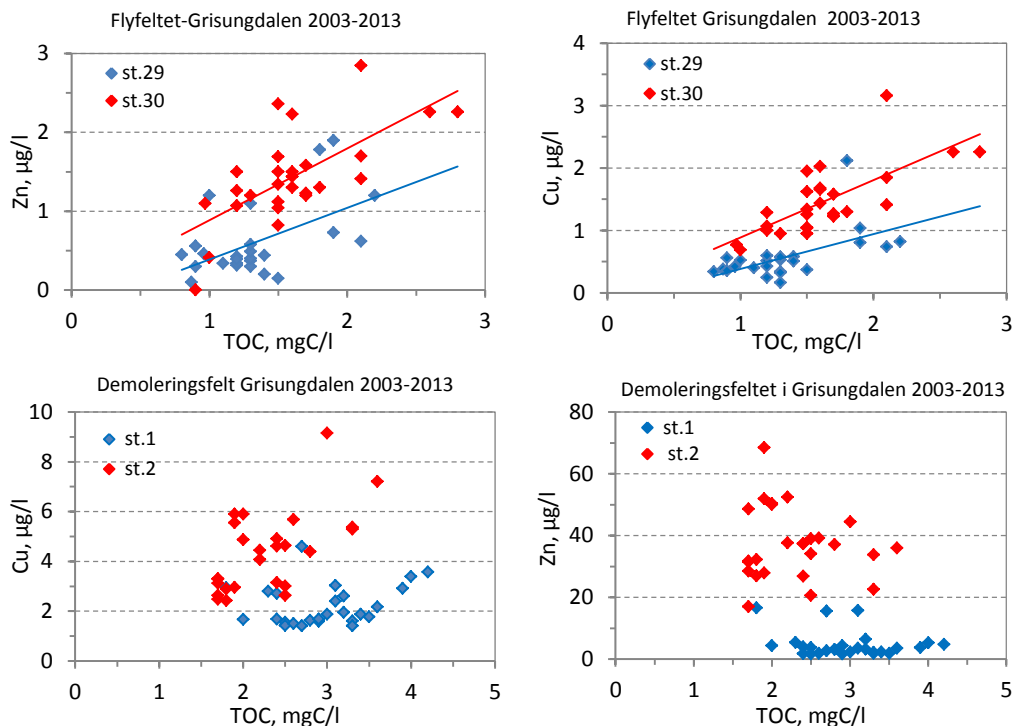 Flyfeltet-Grisungdalen 2003-2013
st.29
st.30
Zn, µg/l
3
2
1
0
0 1 2 3
TOC, mgC/l
Flyfeltet Grisungdalen 2003-2013
st.29
st.30
Cu, µg/l
4
3
2
1
0
0 1 2 3
TOC, mgC/l
Demoleringsfelt Grisungdalen 2003-2013
st.1
st.2
Cu, µg/l
10
8
6
4
2
0
0 1 2 3 4 5
TOC, mgC/l
Demoleringsfeltet i Grisungdalen 2003-2013
st.1
st.2
Zn, µg/l
80
60
40
20
0
0 1 2 3 4 5
TOC, mgC/l